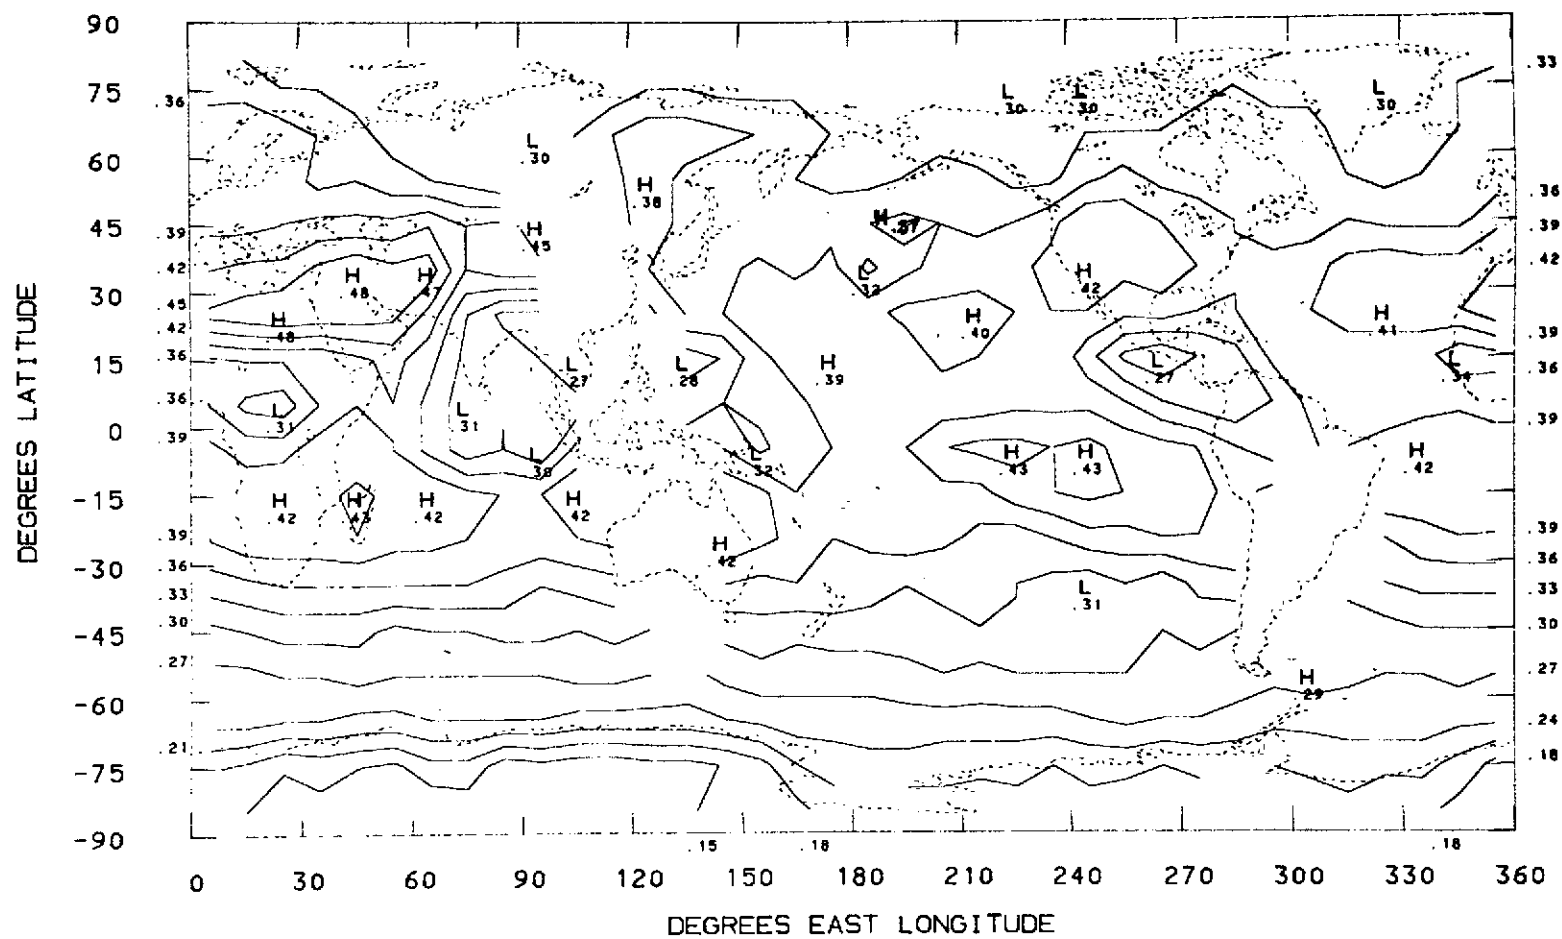 90
75
60
45
30
15
0
-15
-30
-45
-60
-75
-90
DEGREES LATITUDE
.36
.39
.42
.45
.42
.36
.36
.39
.39
.36
.33
.30
.27
.21
.33
.36
.39
.42
.39
.36
.39
.39
.36
.33
.30
.27
.24
.18
L
.30
L
.30
L
.30
L
.30
H
.38
H
.45
H
.37
H
.48
H
.47
L
.32
H
.42
H
.48
H
.40
H
.41
L
.27
L
.28
H
.39
L
.27
L
.34
L
.31
L
.31
L
.30
L
.32
H
.43
H
.43
H
.42
H
.42
H
.43
H
.42
H
.42
H
.42
L
.31
H
.29
.15 .18 .18
0 30 60 90 120 150 180 210 240 270 300 330 360
DEGREES EAST LONGITUDE